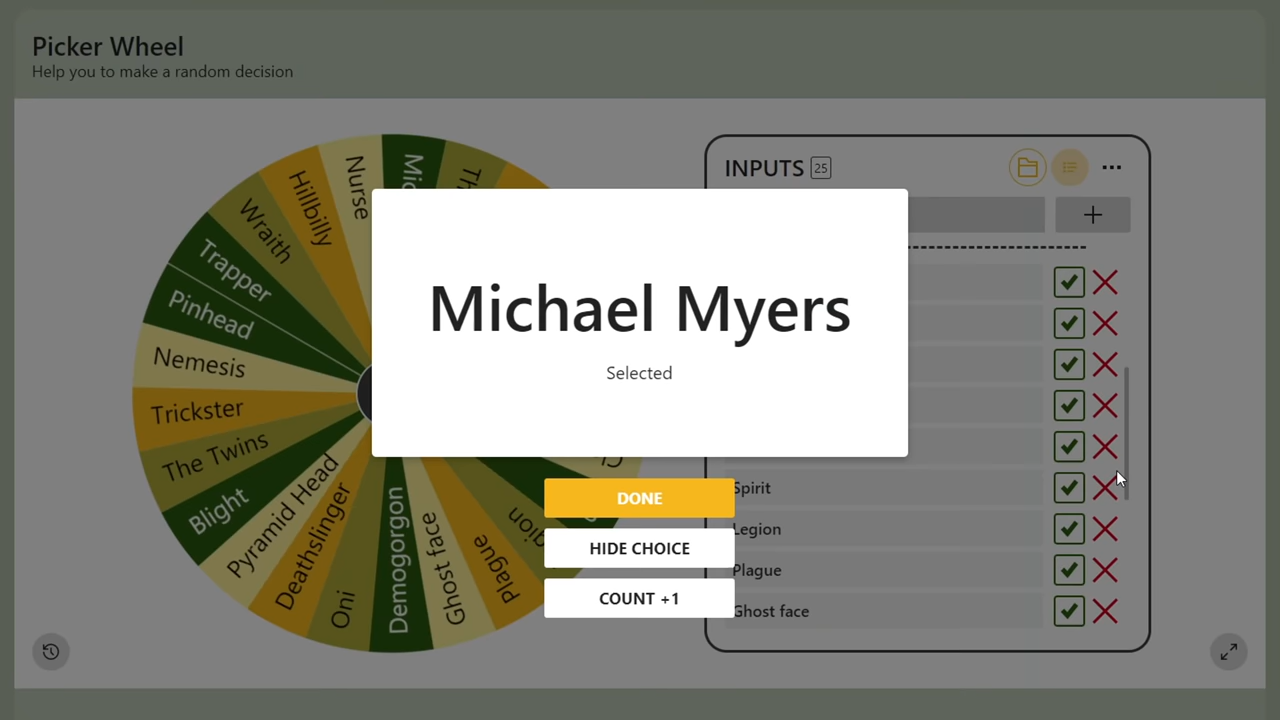 Picker Wheel
Help you to make a random decision
INPUTS 25
Michael Myers
Selected
DONE
HIDE CHOICE
COUNT +1
Nurse
Hillbilly
Wraith
Trapper
Pinhead
Nemesis
Trickster
The Twins
Blight
Pyramid Head
Deathslinger
Oni
Demogorgon
Ghost face
Plague
Spirit
Legion
Plague
Ghost face